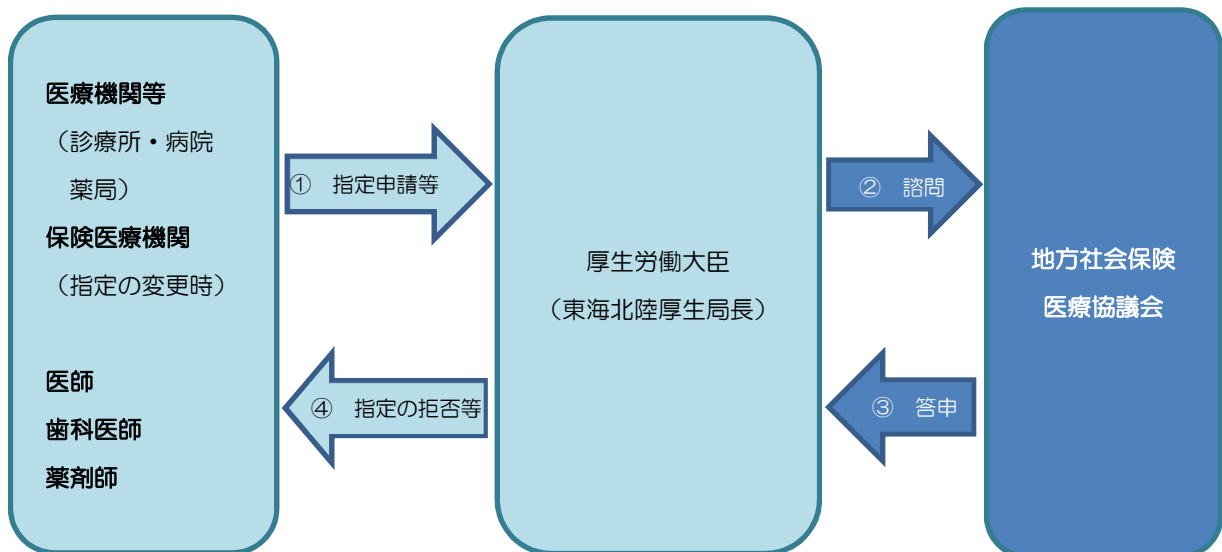 医療機関等
（診療所・病院
薬局）
保険医療機関
（指定の変更時）
医師
歯科医師
薬剤師
①　指定申請等
④　指定の拒否等
厚生労働大臣
（東海北陸厚生局長）
②　諮問
③　答申
地方社会保険
医療協議会